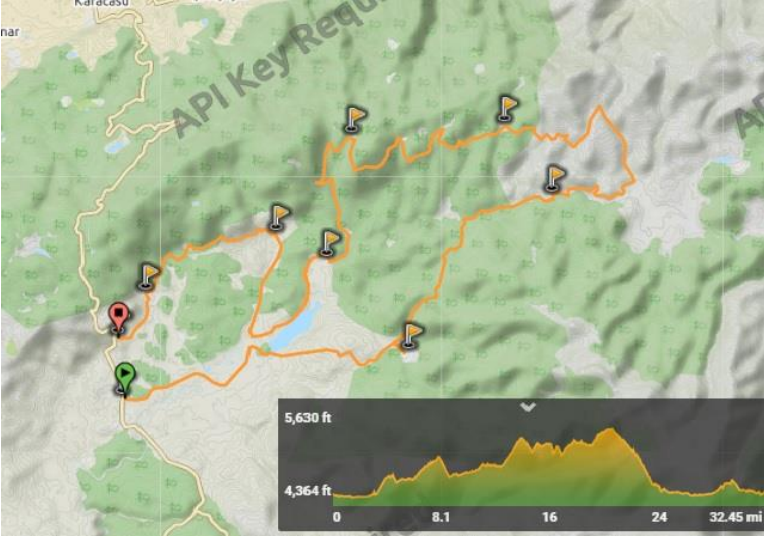 Karacasu
nar
API Key Requ
AP
5,630 ft
4,364 ft
0 8.1 16 24 32.45 mi